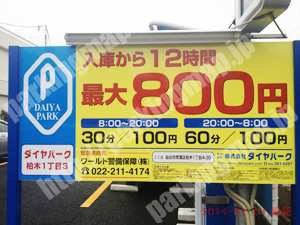 入庫から12時間
最大800円
8:00~20:00
30分/100円
20:00~8:00
60分/100円
P
DAIYA PARK
ダイヤパーク
柏木1丁目3
ワールド警備保障(株)
022-211-4174
株式会社ダイヤパーク